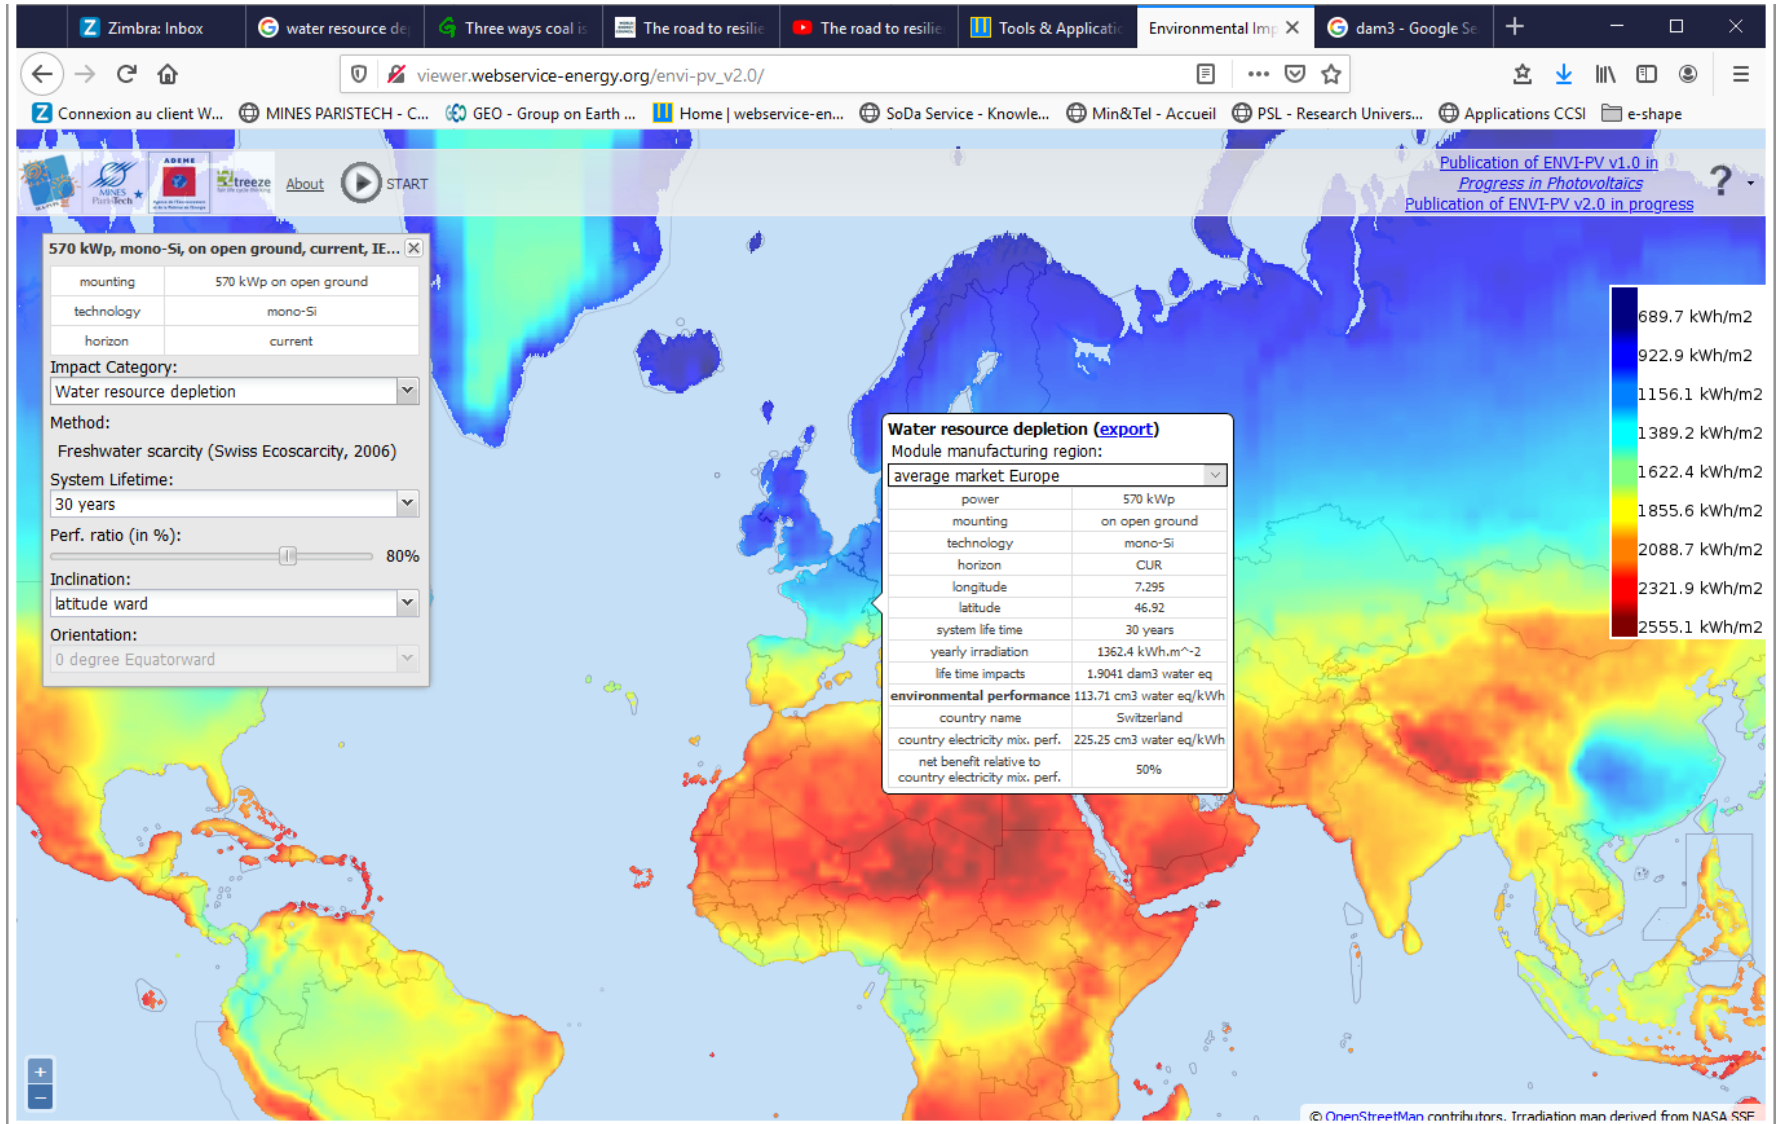 Zimbra: Inbox
water resource de
Three ways coal is
The road to resilie
The road to resilie
Tools & Applicatio
Environmental Imp
dam3 - Google Se
viewer.webservice-energy.org/envi-pv_v2.0/
Connexion au client W...
MINES PARISTECH - C...
GEO - Group on Earth ...
Home | webservice-en...
SoDa Service - Knowle...
Min&Tel - Accueil
PSL - Research Univers...
Applications CCSI
e-shape
MINES
ParisTech
ADEME
treeze
About
START
Publication of ENVI-PV v1.0 in
Progress in Photovoltaïcs
Publication of ENVI-PV v2.0 in progress
?
570 kWp, mono-Si, on open ground, current, IE...
mounting 570 kWp on open ground
technology mono-Si
horizon current
Impact Category:
Water resource depletion
Method:
Freshwater scarcity (Swiss Ecoscarcity, 2006)
System Lifetime:
30 years
Perf. ratio (in %):
80%
Inclination:
latitude ward
Orientation:
0 degree Equatorward
Water resource depletion (export)
Module manufacturing region:
average market Europe
power 570 kWp
mounting on open ground
technology mono-Si
horizon CUR
longitude 7.295
latitude 46.92
system life time 30 years
yearly irradiation 1362.4 kWh.m^-2
life time impacts 1.9041 dam3 water eq
environmental performance 113.71 cm3 water eq/kWh
country name Switzerland
country electricity mix. perf. 225.25 cm3 water eq/kWh
net benefit relative to
country electricity mix. perf. 50%
689.7 kWh/m2
922.9 kWh/m2
1156.1 kWh/m2
1389.2 kWh/m2
1622.4 kWh/m2
1855.6 kWh/m2
2088.7 kWh/m2
2321.9 kWh/m2
2555.1 kWh/m2
+
−
© OpenStreetMap contributors. Irradiation map derived from NASA SSE